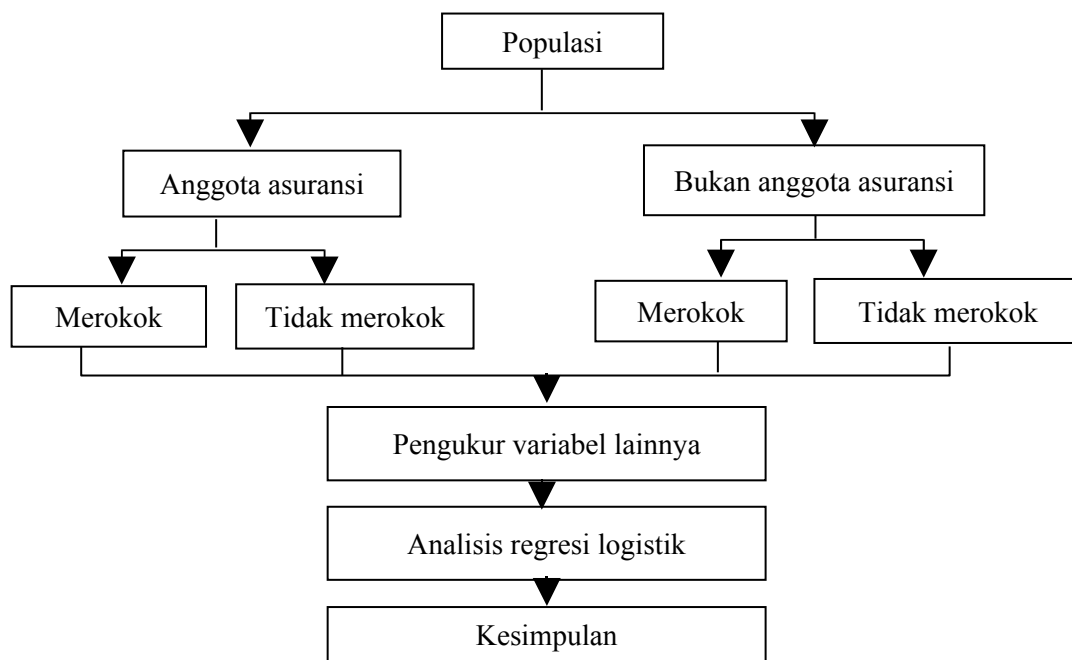 Populasi
Anggota asuransi
Bukan anggota asuransi
Merokok
Tidak merokok
Merokok
Tidak merokok
Pengukur variabel lainnya
Analisis regresi logistik
Kesimpulan